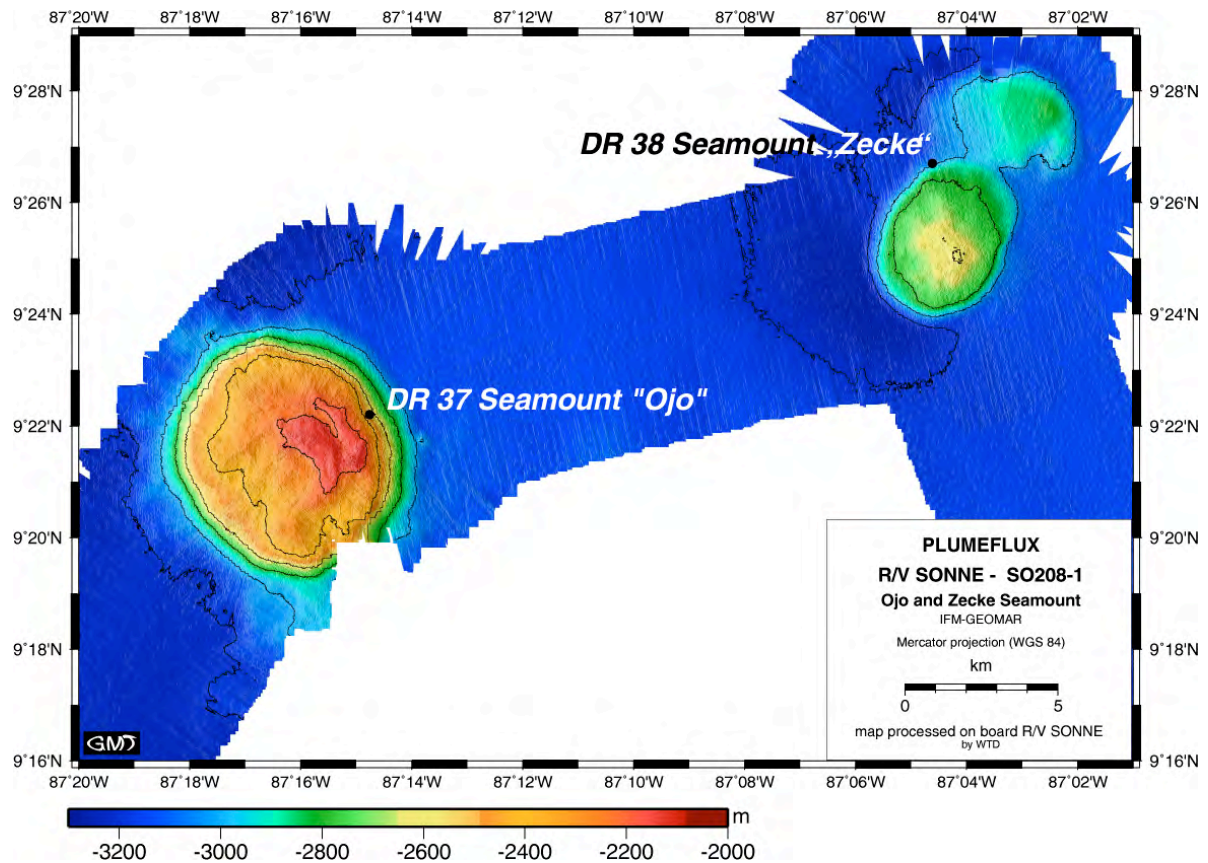 87˚20'W 87˚18'W 87˚16'W 87˚14'W 87˚12'W 87˚10'W 87˚08'W 87˚06'W 87˚04'W 87˚02'W
9˚28'N 9˚28'N
DR 38 Seamount „Zecke“
9˚26'N 9˚26'N
9˚24'N 9˚24'N
DR 37 Seamount "Ojo"
9˚22'N 9˚22'N
9˚20'N 9˚20'N
PLUMEFLUX
R/V SONNE - SO208-1
Ojo and Zecke Seamount
IFM-GEOMAR
Mercator projection (WGS 84)
km
0 5
map processed on board R/V SONNE
by WTD
9˚18'N 9˚18'N
GMT
9˚16'N 9˚16'N
87˚20'W 87˚18'W 87˚16'W 87˚14'W 87˚12'W 87˚10'W 87˚08'W 87˚06'W 87˚04'W 87˚02'W
m
-3200 -3000 -2800 -2600 -2400 -2200 -2000